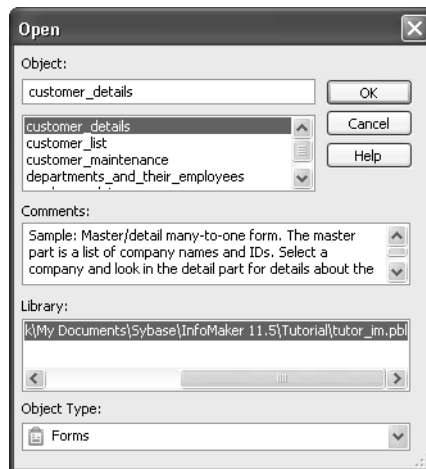 Open
Object:
customer_details
OK
customer_details
customer_list
customer_maintenance
departments_and_their_employees
Cancel
Help
Comments:
Sample: Master/detail many-to-one form. The master
part is a list of company names and IDs. Select a
company and look in the detail part for details about the
Library:
k\My Documents\Sybase\InfoMaker 11.5\Tutorial\tutor_im.pbl
Object Type:
Forms